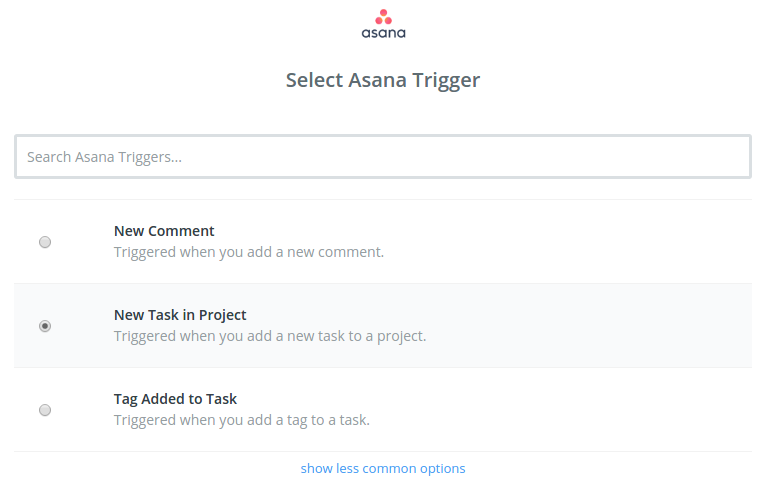 asana
Select Asana Trigger
Search Asana Triggers...
New Comment
Triggered when you add a new comment.
New Task in Project
Triggered when you add a new task to a project.
Tag Added to Task
Triggered when you add a tag to a task.
show less common options